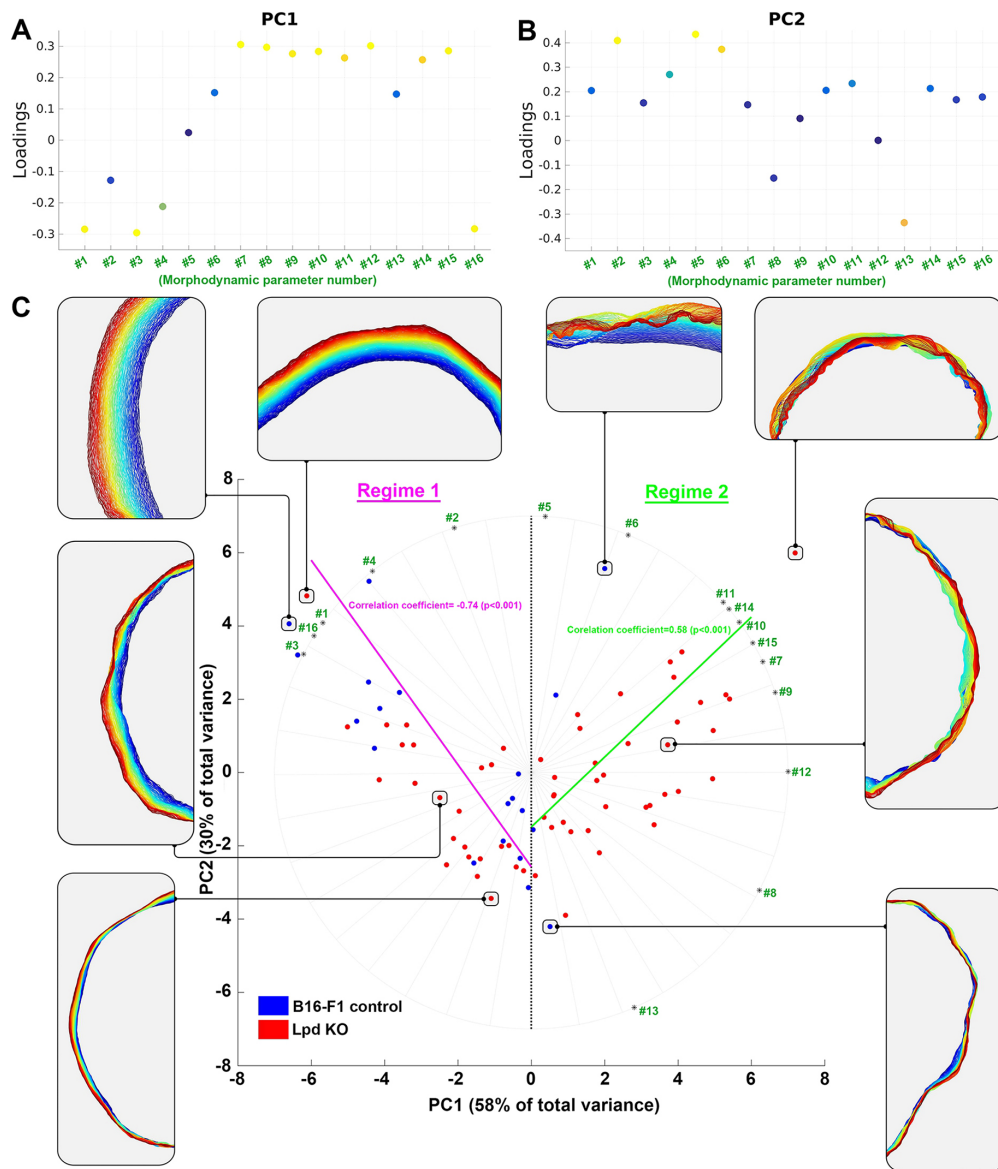 A
PC1
Loadings
0.3
0.2
0.1
0
-0.1
-0.2
-0.3
#1 #2 #3 #4 #5 #6 #7 #8 #9 #10 #11 #12 #13 #14 #15 #16
(Morphodynamic parameter number)
B
PC2
Loadings
0.4
0.3
0.2
0.1
0
-0.1
-0.2
-0.3
-0.4
#1 #2 #3 #4 #5 #6 #7 #8 #9 #10 #11 #12 #13 #14 #15 #16
(Morphodynamic parameter number)
C
Regime 1
Regime 2
#5
#2
#6
#4
#11
#14
#1
#10
#16
#15
#3
#7
#9
#12
#8
#13
Correlation coefficient= -0.74 (p<0.001)
Corelation coefficient=0.58 (p<0.001)
PC2 (30% of total variance)
8
6
4
2
0
-2
-4
-6
-8
B16-F1 control
Lpd KO
-8 -6 -4 -2 0 2 4 6 8
PC1 (58% of total variance)